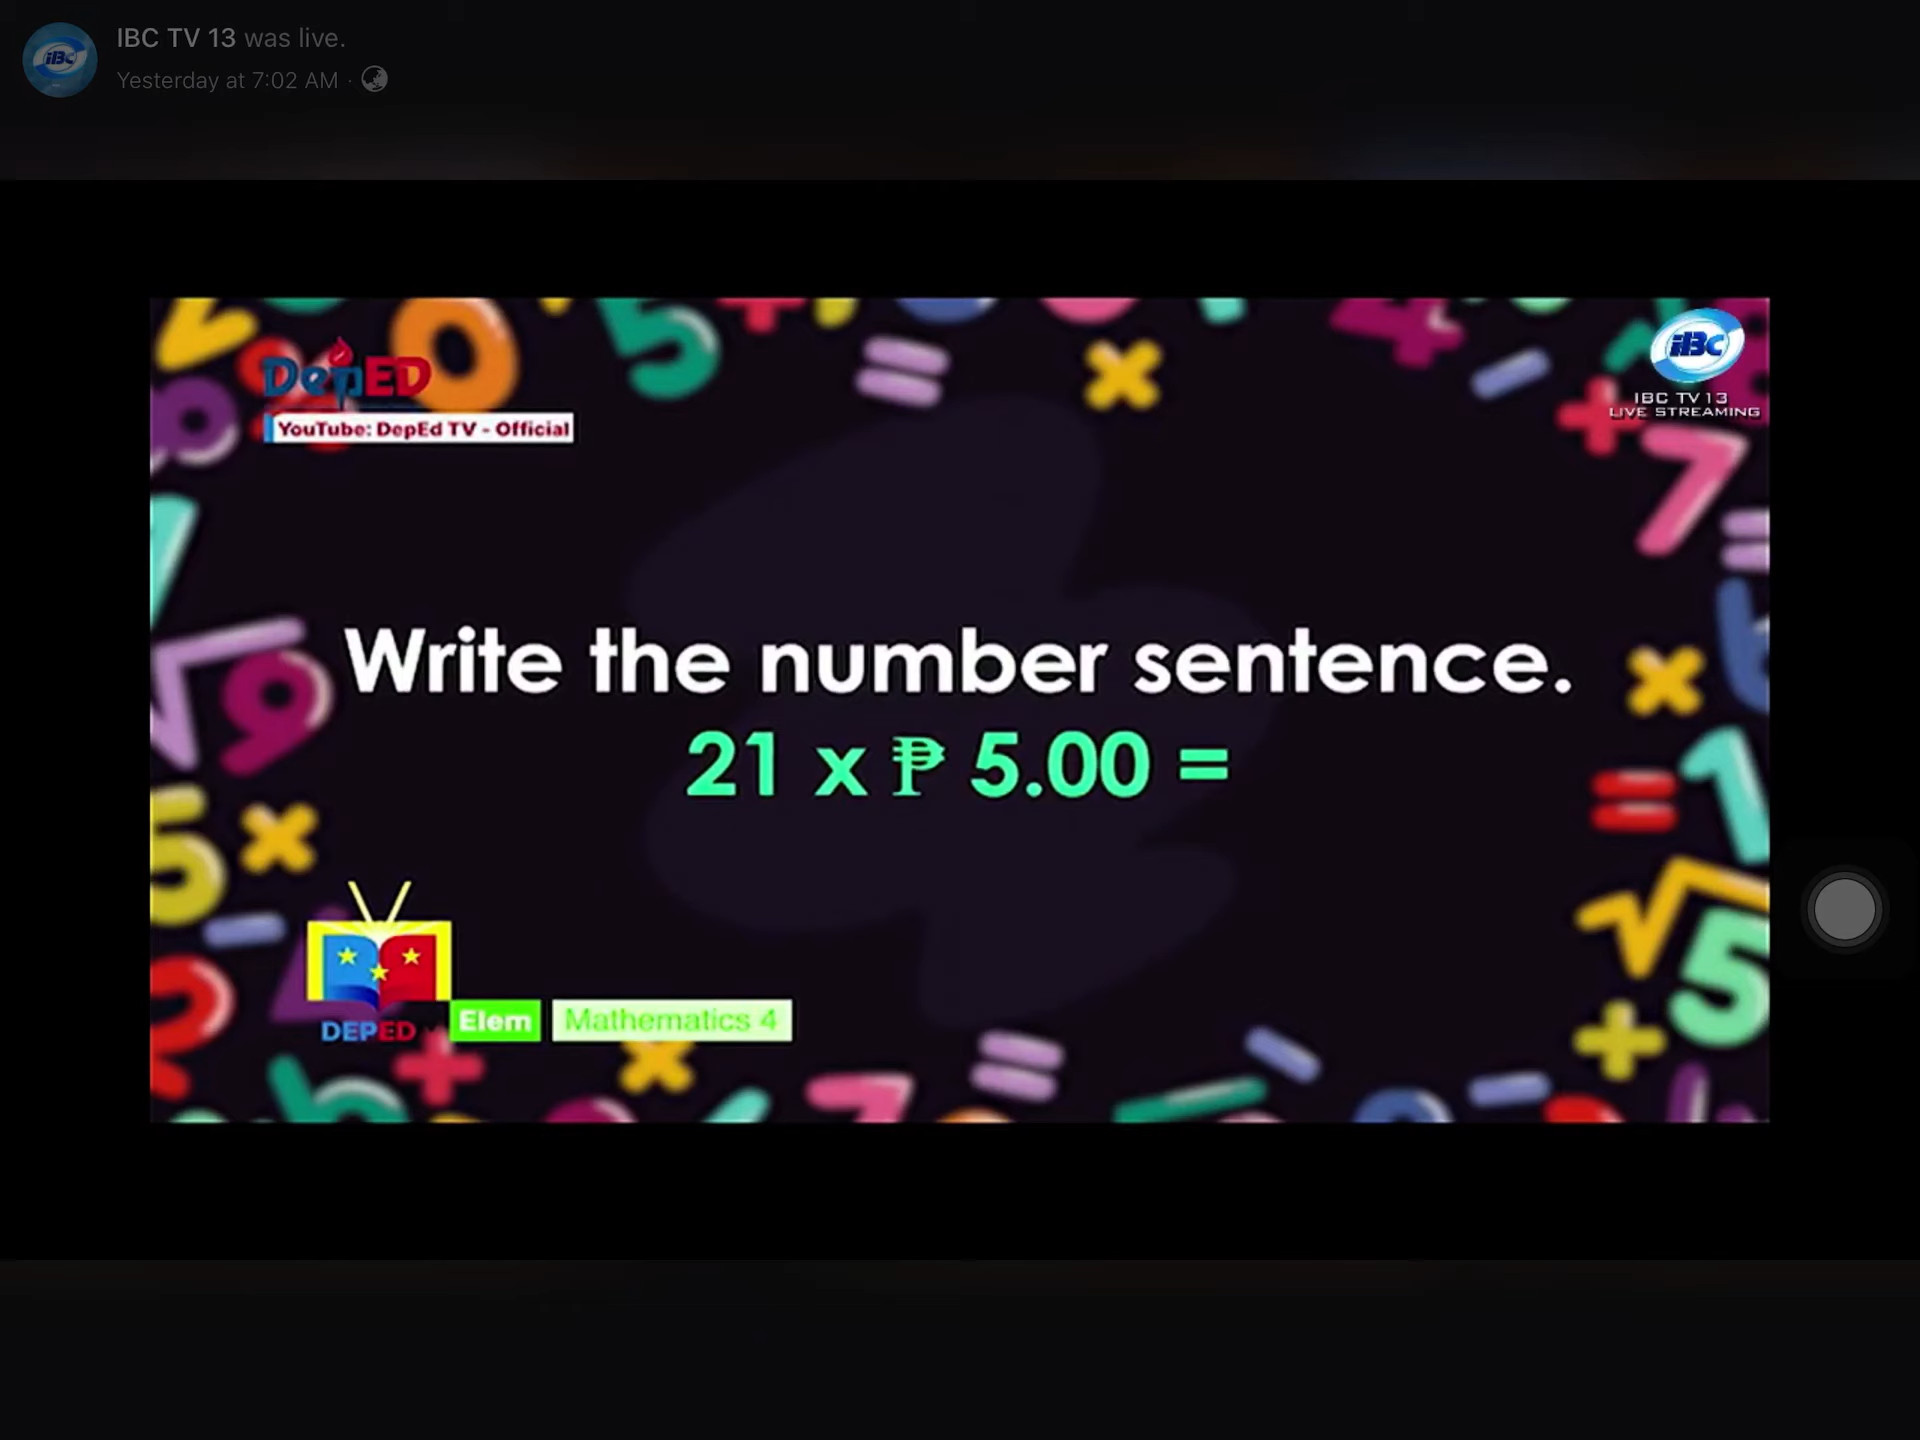 IBC TV 13 was live.
Yesterday at 7:02 AM ·
DepED
YouTube: DepEd TV - Official
iBC
IBC TV 13
LIVE STREAMING
Write the number sentence.
21 x ₱ 5.00 =
DEPED
Elem Mathematics 4